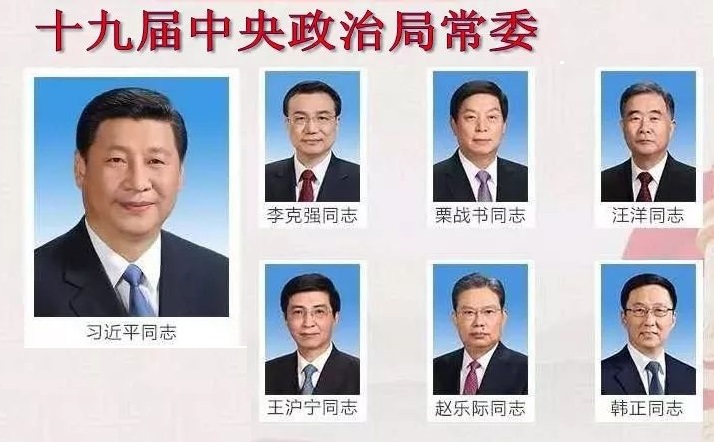 十九届中央政治局常委
习近平同志
李克强同志
栗战书同志
汪洋同志
王沪宁同志
赵乐际同志
韩正同志